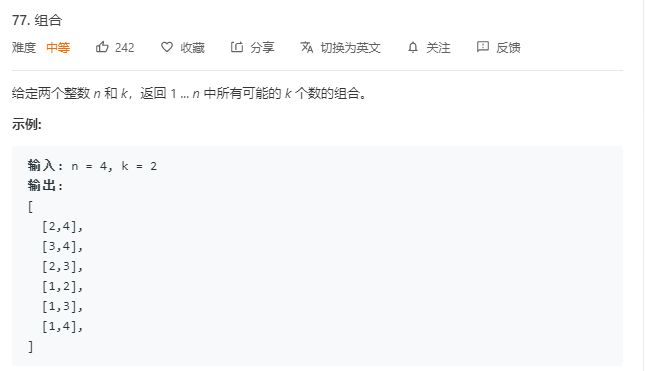 77. 组合
难度 中等 242 收藏 分享 切换为英文 关注 反馈
给定两个整数 n 和 k，返回 1 ... n 中所有可能的 k 个数的组合。
示例:
输入: n = 4, k = 2
输出:
[
[2,4],
[3,4],
[2,3],
[1,2],
[1,3],
[1,4],
]